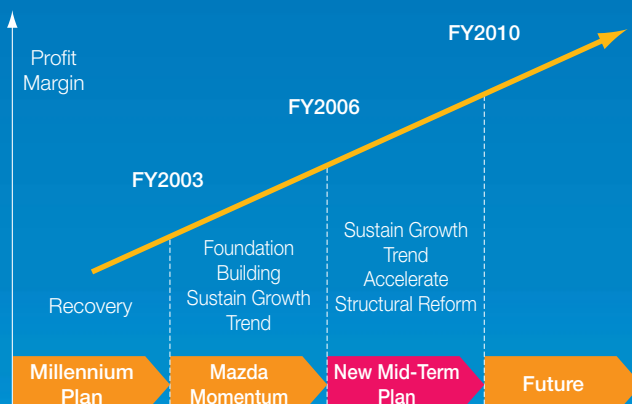 Profit
Margin
FY2003
FY2006
FY2010
Recovery
Foundation
Building
Sustain Growth
Trend
Sustain Growth
Trend
Accelerate
Structural Reform
Millennium
Plan
Mazda
Momentum
New Mid-Term
Plan
Future